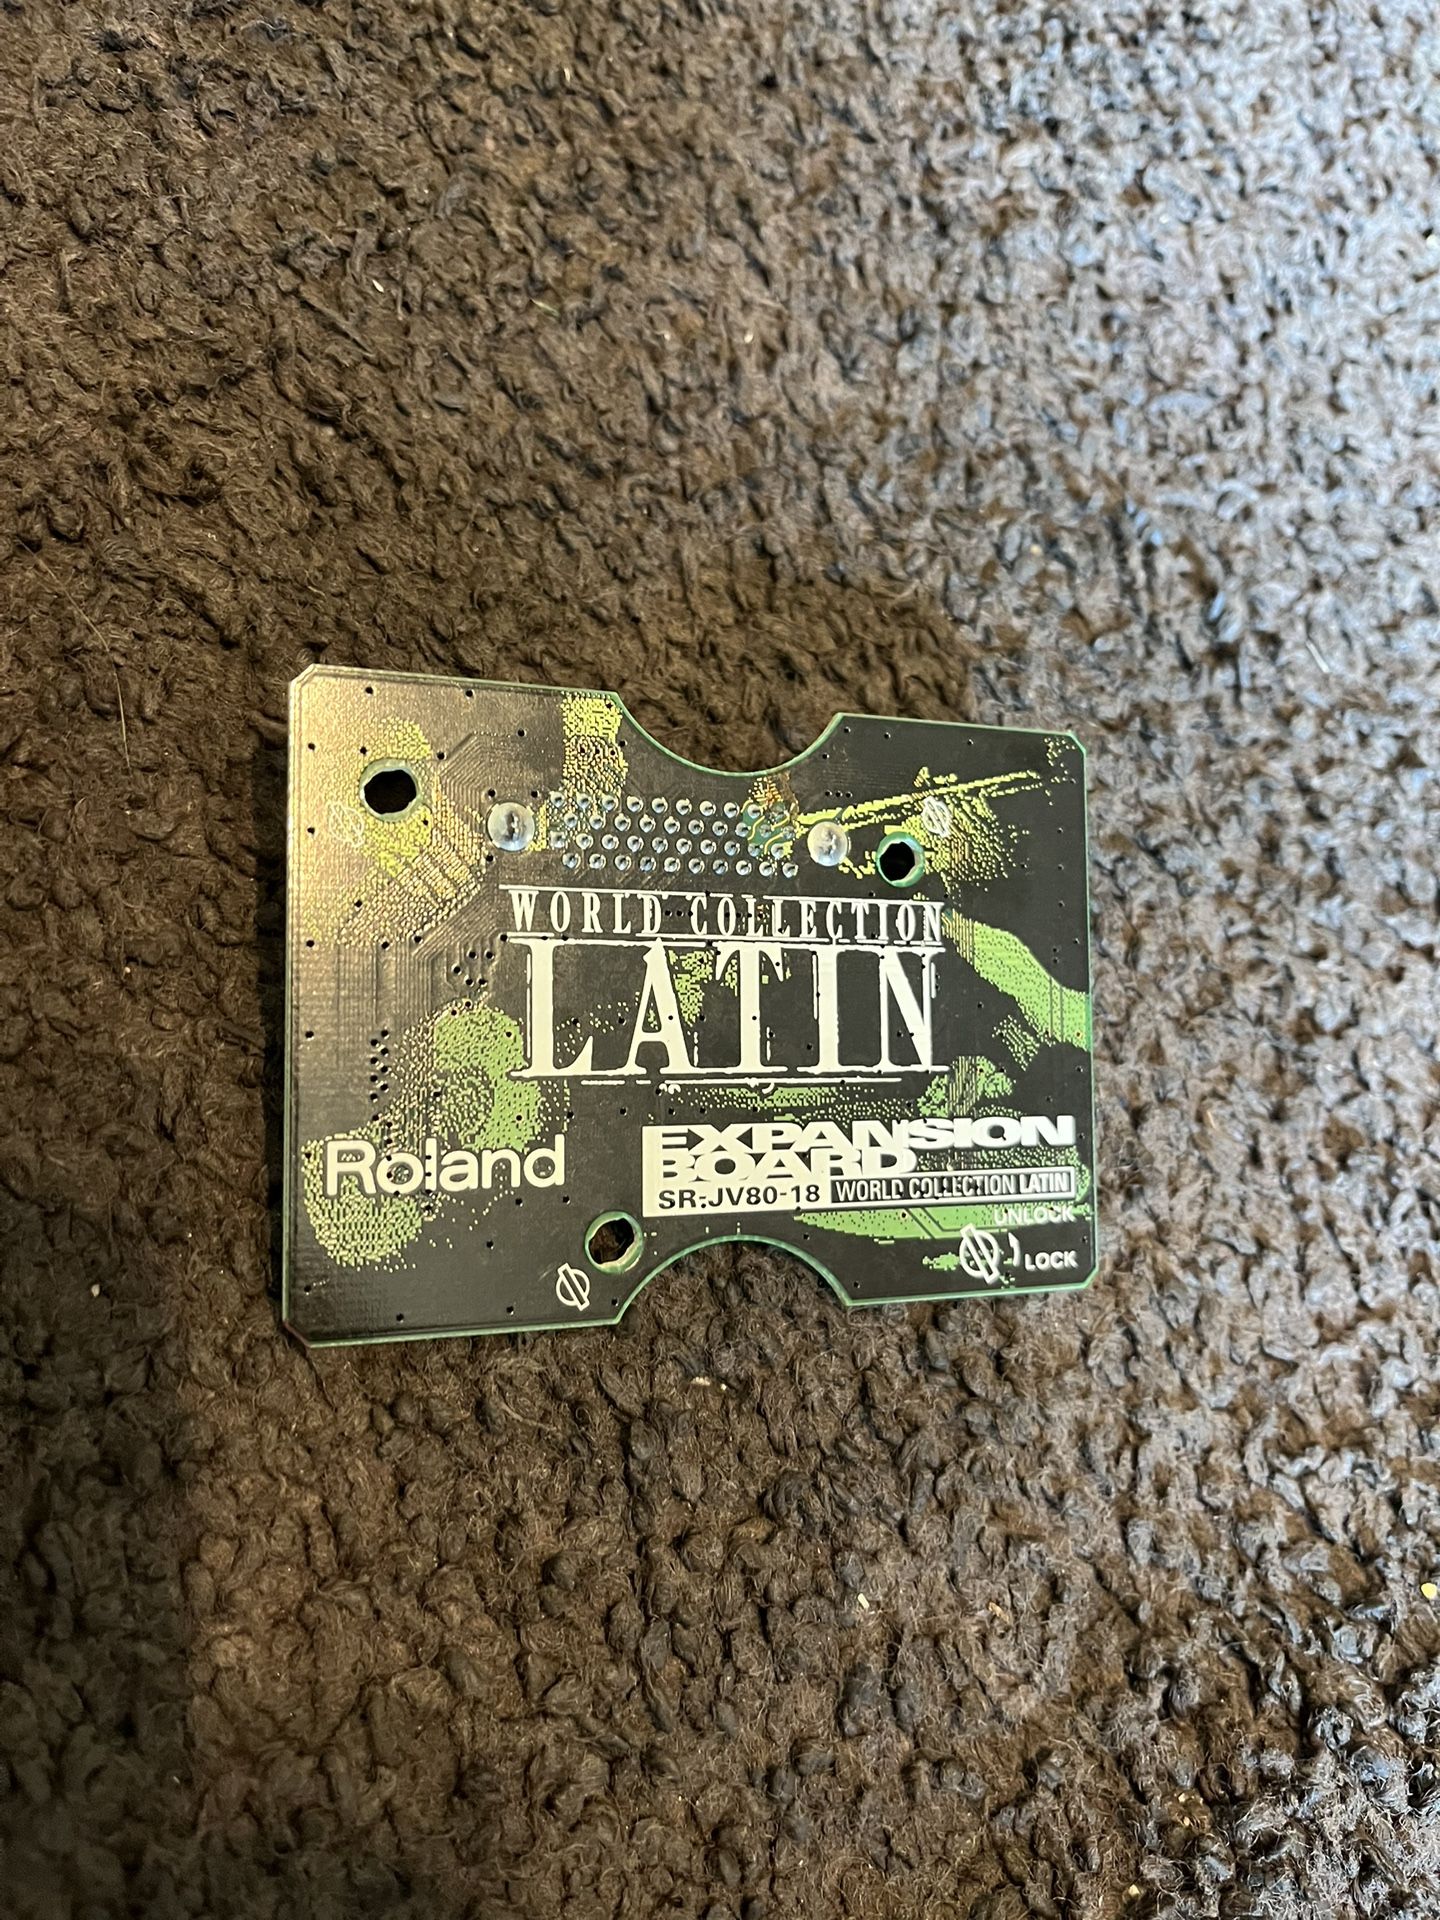 WORLD COLLECTION
LATIN
Roland
EXPANSION
BOARD
SR-JV80-18 WORLD COLLECTION LATIN
UNLOCK
LOCK